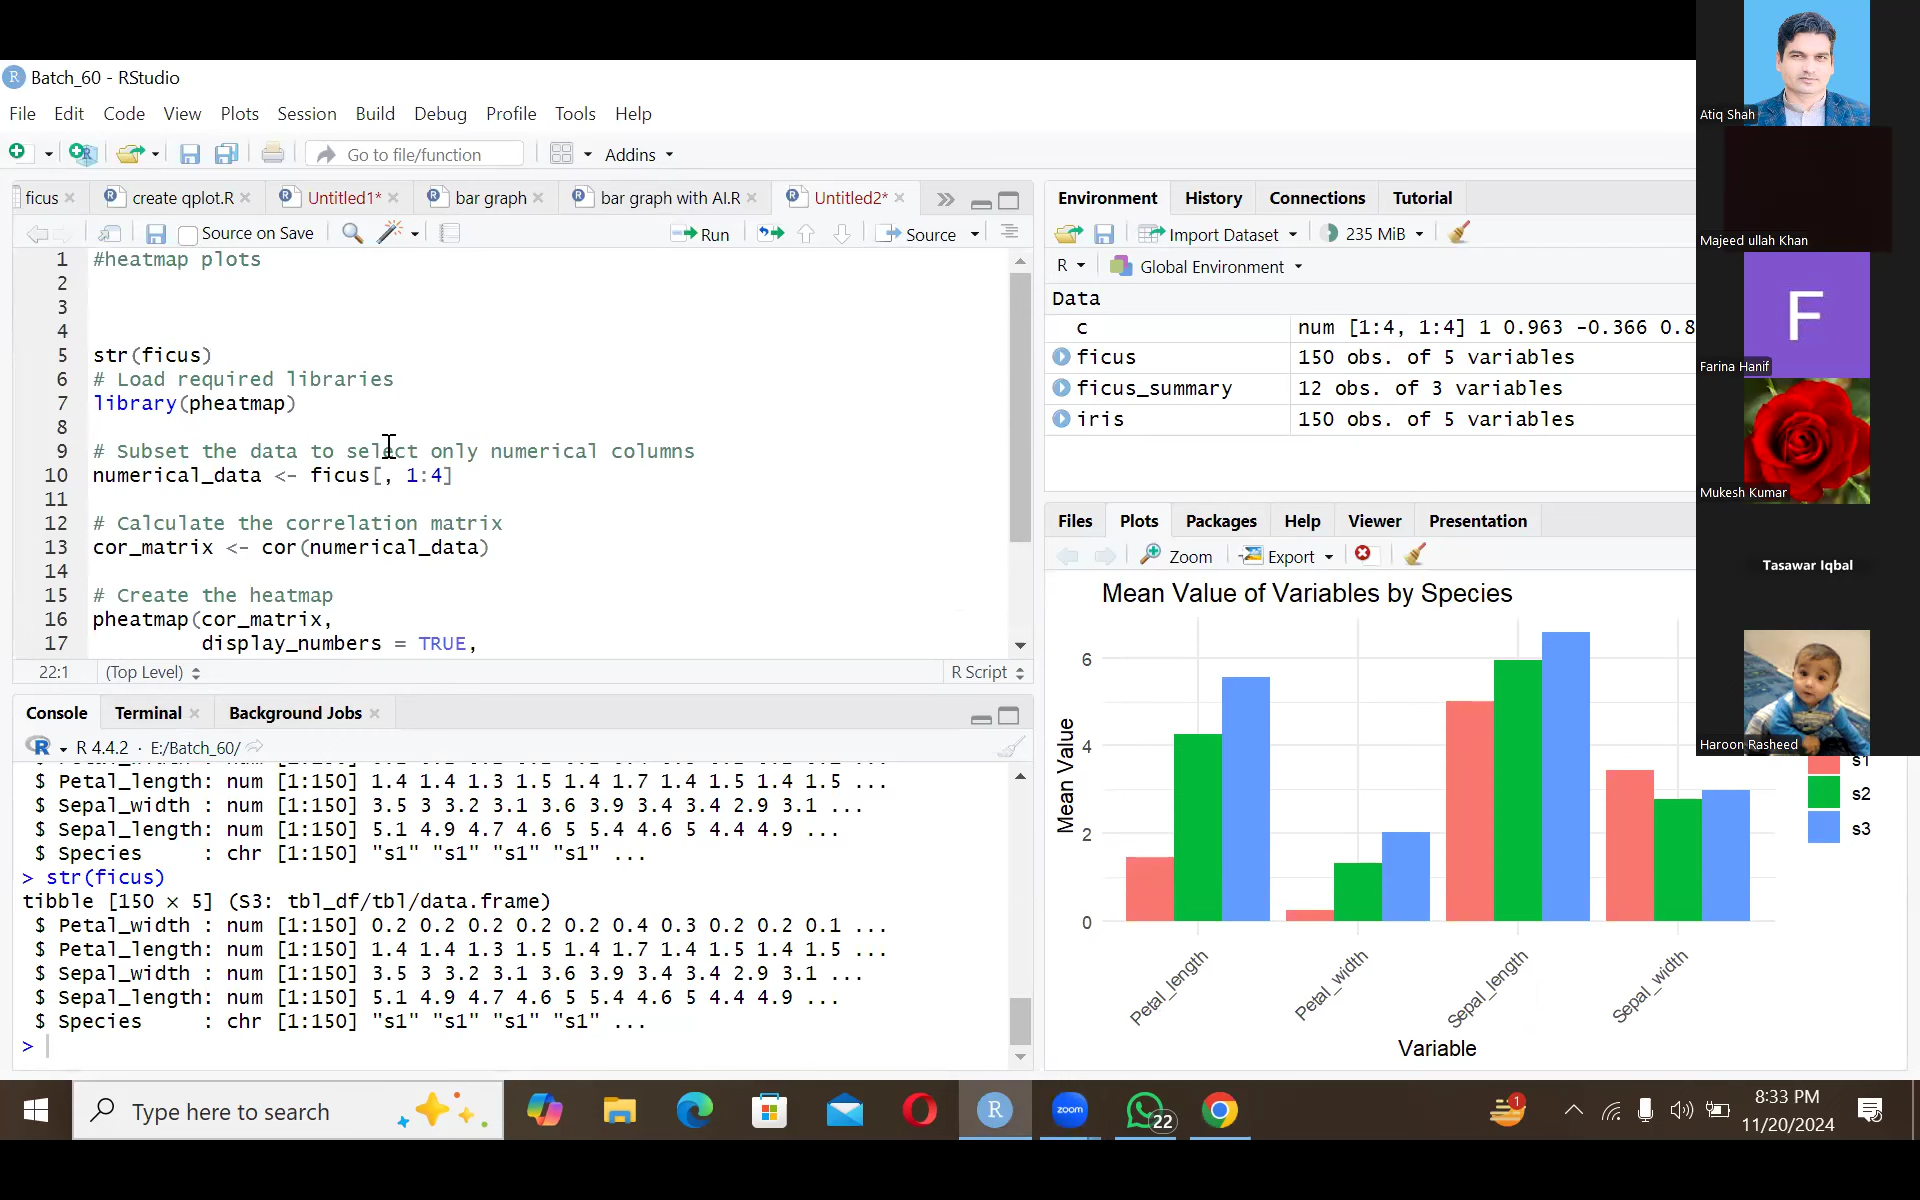 Batch_60 - RStudio
File Edit Code View Plots Session Build Debug Profile Tools Help
Go to file/function Addins
ficus create qplot.R Untitled1* bar graph bar graph with AI.R Untitled2*
Source on Save Run Source
1 #heatmap plots
2
3
4
5 str(ficus)
6 # Load required libraries
7 library(pheatmap)
8
9 # Subset the data to select only numerical columns
10 numerical_data <- ficus[, 1:4]
11
12 # Calculate the correlation matrix
13 cor_matrix <- cor(numerical_data)
14
15 # Create the heatmap
16 pheatmap(cor_matrix,
17 display_numbers = TRUE,
22:1 (Top Level) R Script
Console Terminal Background Jobs
R 4.4.2 · E:/Batch_60/
$ Petal_length: num [1:150] 1.4 1.4 1.3 1.5 1.4 1.7 1.4 1.5 1.4 1.5 ...
$ Sepal_width : num [1:150] 3.5 3 3.2 3.1 3.6 3.9 3.4 3.4 2.9 3.1 ...
$ Sepal_length: num [1:150] 5.1 4.9 4.7 4.6 5 5.4 4.6 5 4.4 4.9 ...
$ Species : chr [1:150] "s1" "s1" "s1" "s1" ...
> str(ficus)
tibble [150 × 5] (S3: tbl_df/tbl/data.frame)
$ Petal_width : num [1:150] 0.2 0.2 0.2 0.2 0.2 0.4 0.3 0.2 0.2 0.1 ...
$ Petal_length: num [1:150] 1.4 1.4 1.3 1.5 1.4 1.7 1.4 1.5 1.4 1.5 ...
$ Sepal_width : num [1:150] 3.5 3 3.2 3.1 3.6 3.9 3.4 3.4 2.9 3.1 ...
$ Sepal_length: num [1:150] 5.1 4.9 4.7 4.6 5 5.4 4.6 5 4.4 4.9 ...
$ Species : chr [1:150] "s1" "s1" "s1" "s1" ...
>
Environment History Connections Tutorial
Import Dataset 235 MiB
R Global Environment
Data
c num [1:4, 1:4] 1 0.963 -0.366 0.8
ficus 150 obs. of 5 variables
ficus_summary 12 obs. of 3 variables
iris 150 obs. of 5 variables
Files Plots Packages Help Viewer Presentation
Zoom Export
Mean Value of Variables by Species
Mean Value
6
4
2
0
Petal_length Petal_width Sepal_length Sepal_width
Variable
s1
s2
s3
Atiq Shah
Majeed ullah Khan
F
Farina Hanif
Mukesh Kumar
Tasawar Iqbal
Haroon Rasheed
Type here to search
zoom
22
1
8:33 PM
11/20/2024